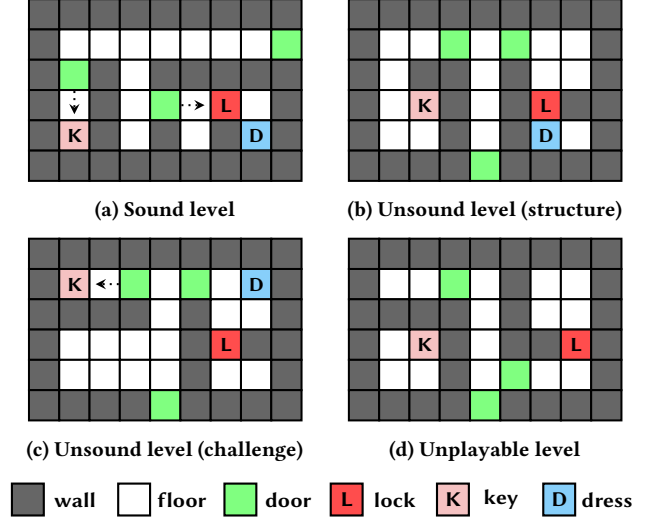 L
K D
(a) Sound level
K L
D
(b) Unsound level (structure)
K D
L
(c) Unsound level (challenge)
K L
(d) Unplayable level
wall floor door L lock K key D dress